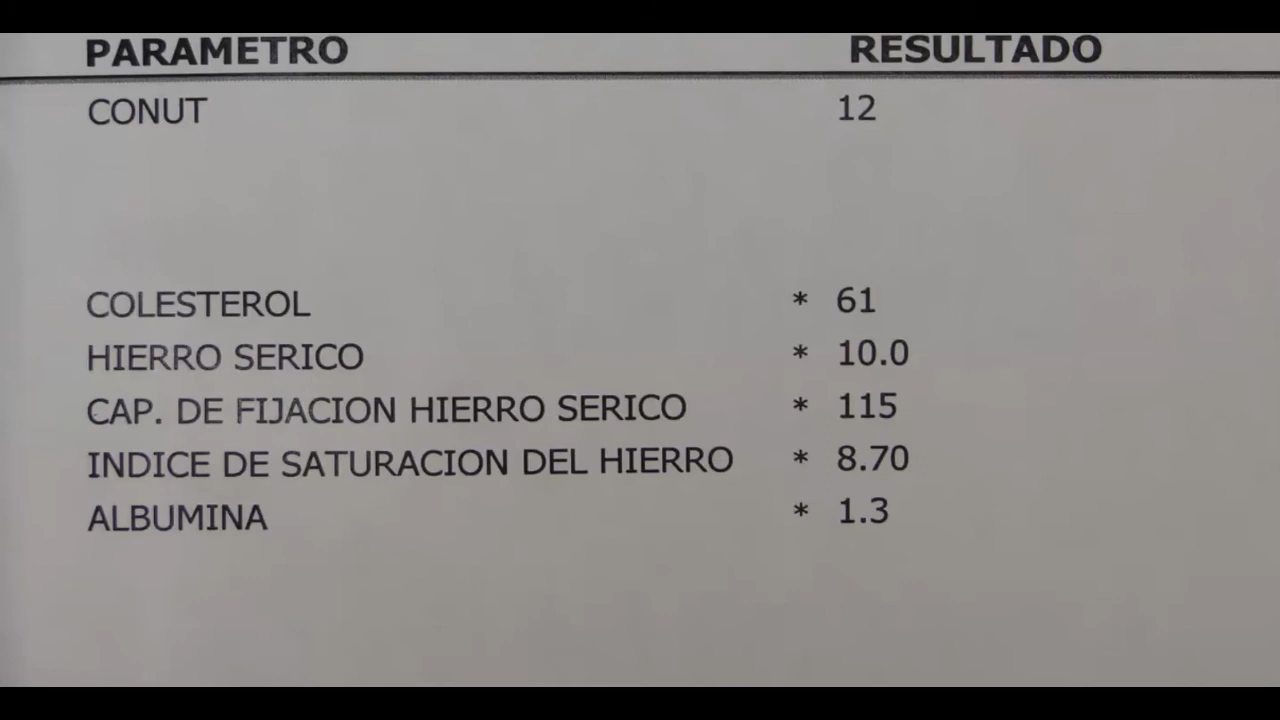 PARAMETRO RESULTADO
CONUT 12
COLESTEROL * 61
HIERRO SERICO * 10.0
CAP. DE FIJACION HIERRO SERICO * 115
INDICE DE SATURACION DEL HIERRO * 8.70
ALBUMINA * 1.3